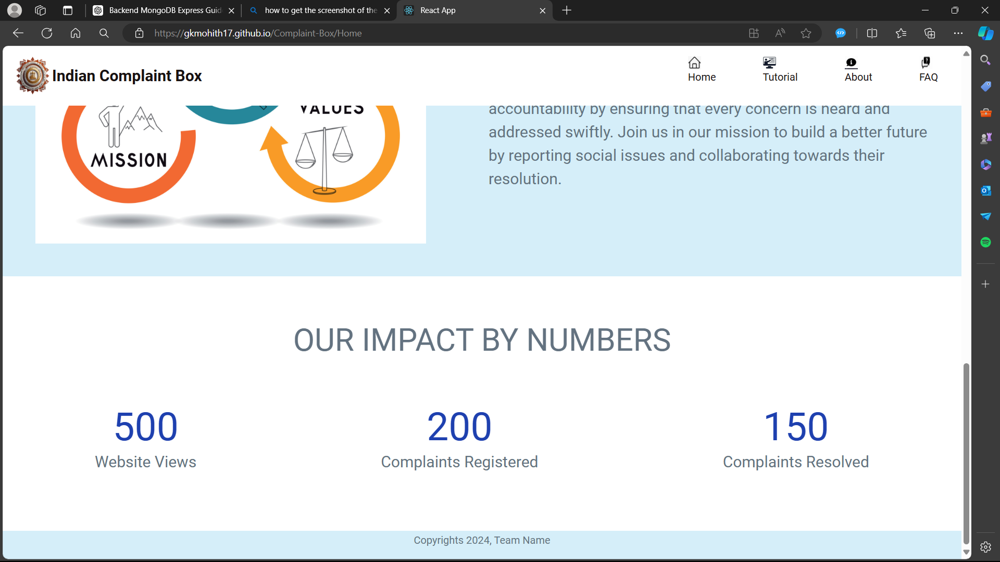 Backend MongoDB Express Guid
how to get the screenshot of the
React App
https://gkmohith17.github.io/Complaint-Box/Home
Indian Complaint Box
Home
Tutorial
About
FAQ
MISSION
VALUES
accountability by ensuring that every concern is heard and
addressed swiftly. Join us in our mission to build a better future
by reporting social issues and collaborating towards their
resolution.
OUR IMPACT BY NUMBERS
500
Website Views
200
Complaints Registered
150
Complaints Resolved
Copyrights 2024, Team Name